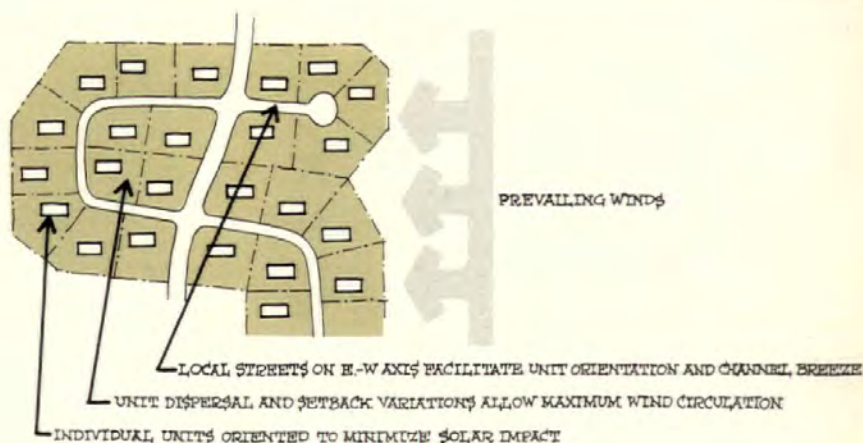 PREVAILING WINDS
LOCAL STREETS ON E.-W AXIS FACILITATE UNIT ORIENTATION AND CHANNEL BREEZE
UNIT DISPERSAL AND SETBACK VARIATIONS ALLOW MAXIMUM WIND CIRCULATION
INDIVIDUAL UNITS ORIENTED TO MINIMIZE SOLAR IMPACT